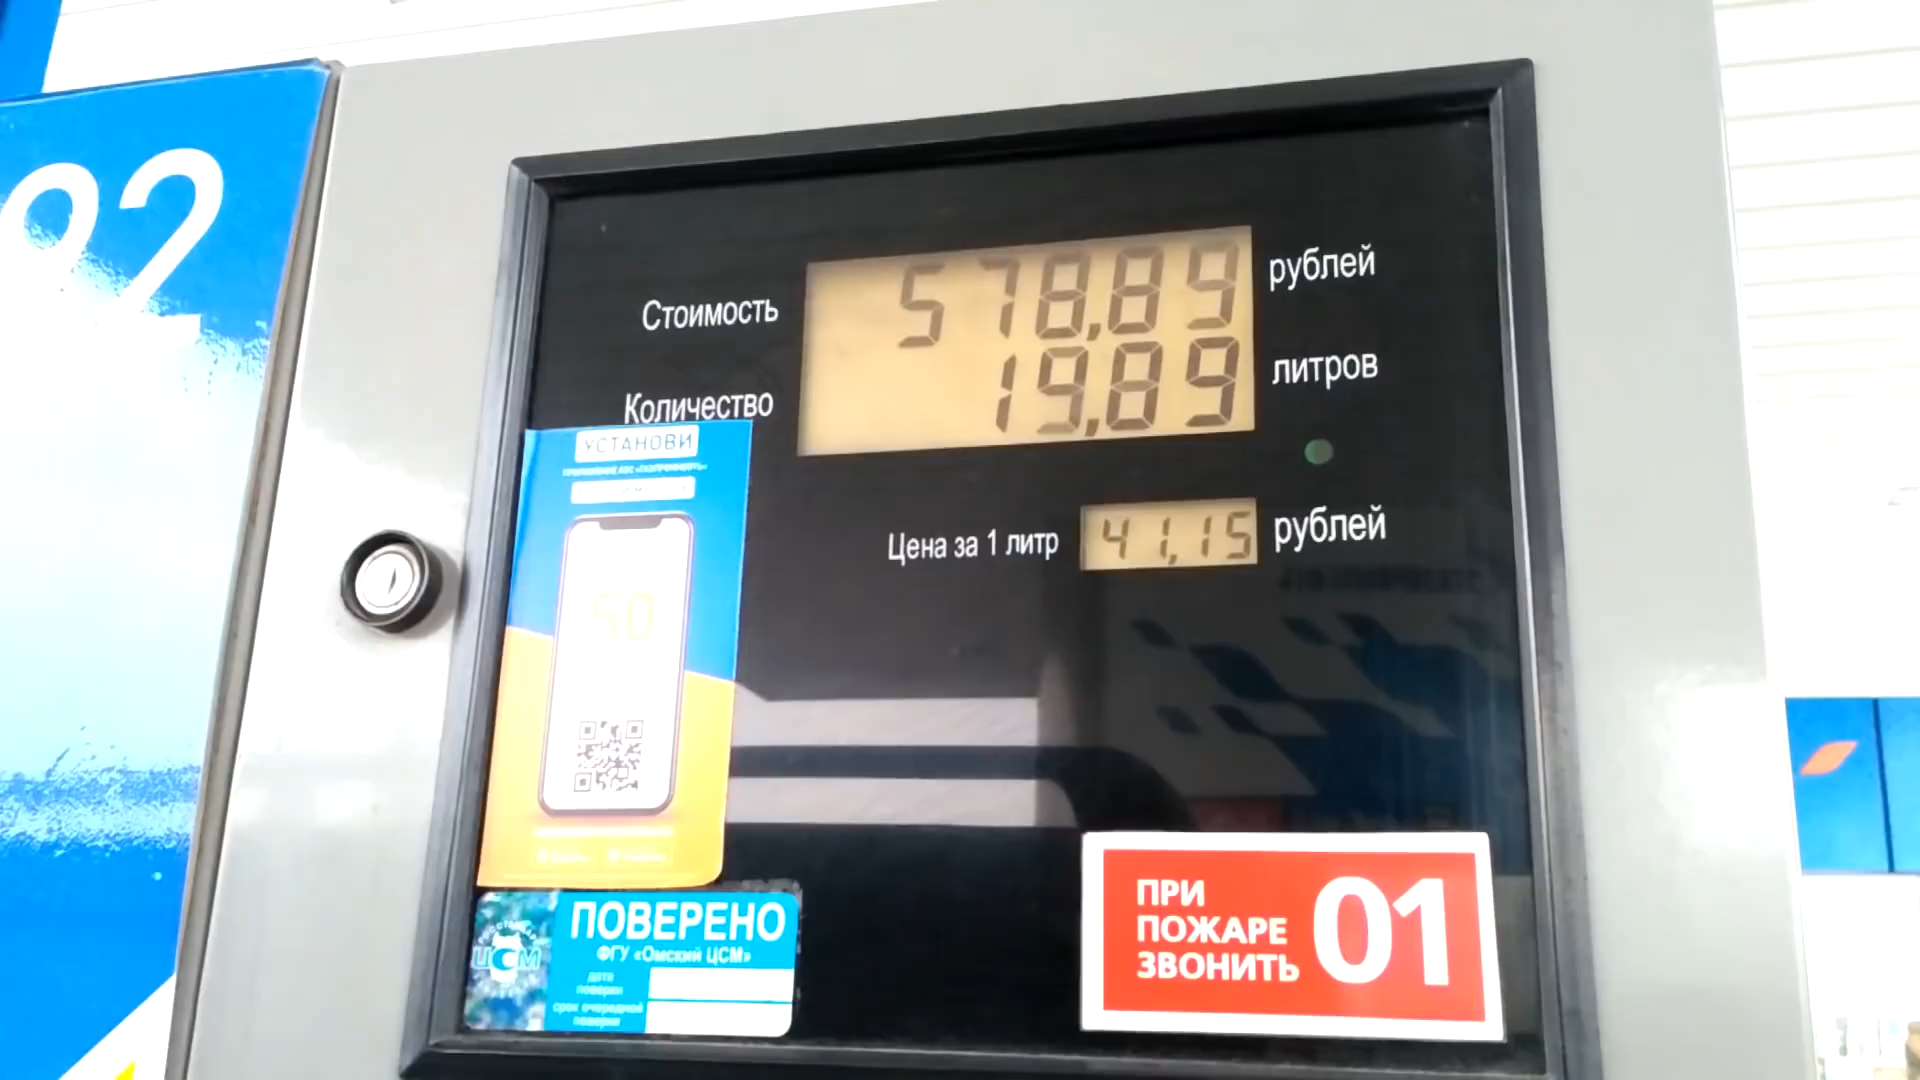 92
Стоимость 578,89 рублей
Количество 19,89 литров
Цена за 1 литр 41,15 рублей
УСТАНОВИ
50
ПОВЕРЕНО
ФГУ «Омский ЦСМ»
ЦСМ
дата
поверки
срок очередной
поверки
ПРИ
ПОЖАРЕ
ЗВОНИТЬ
01